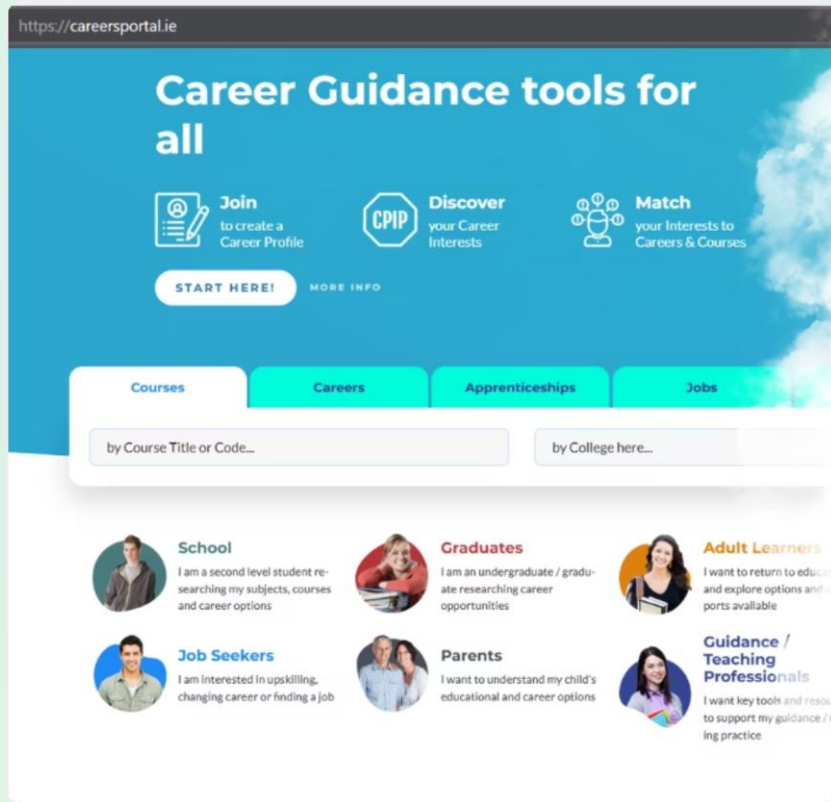 https://careersportal.ie
Career Guidance tools for
all
Join
to create a
Career Profile
CPIP
Discover
your Career
Interests
Match
your Interests to
Careers & Courses
START HERE!
MORE INFO
Courses
Careers
Apprenticeships
Jobs
by Course Title or Code...
by College here...
School
I am a second level student re-
searching my subjects, courses
and career options
Graduates
I am an undergraduate / gradu-
ate researching career
opportunities
Adult Learners
I want to return to
and explore options and
ports available
Job Seekers
I am interested in upskilling,
changing career or finding a job
Parents
I want to understand my child's
educational and career options
Guidance /
Teaching
Professionals
I want key tools and
to support my guidance /
ing practice